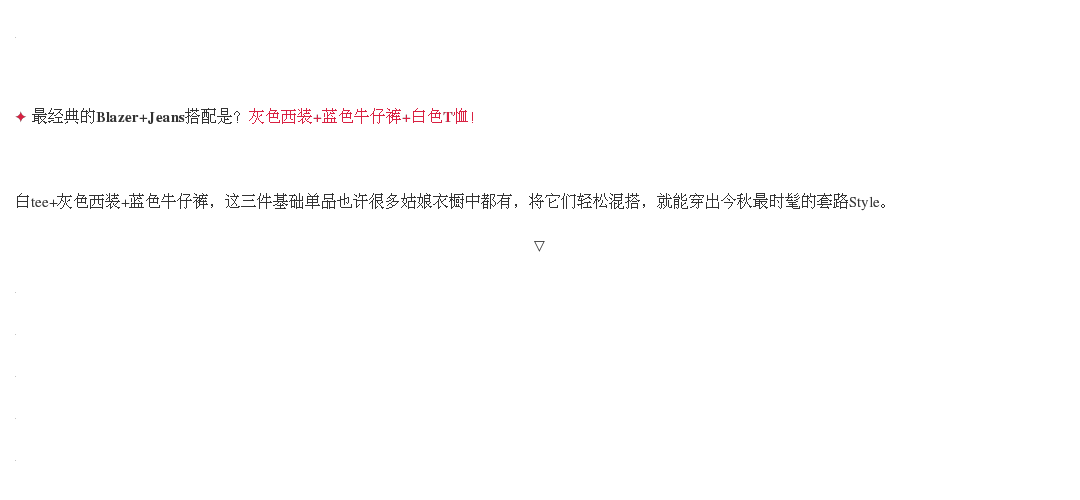 ✦ 最经典的Blazer+Jeans搭配是？灰色西装+蓝色牛仔裤+白色T恤！
白tee+灰色西装+蓝色牛仔裤，这三件基础单品也许很多姑娘衣橱中都有，将它们轻松混搭，就能穿出今秋最时髦的套路Style。
▽